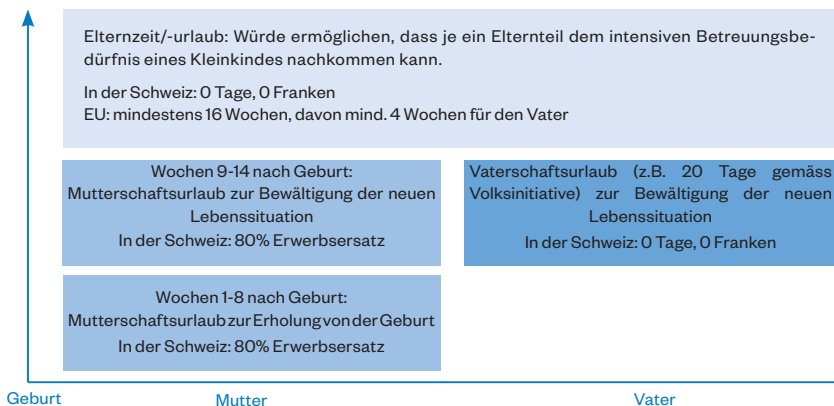 Elternzeit/-urlaub: Würde ermöglichen, dass je ein Elternteil dem intensiven Betreuungsbe-
dürfnis eines Kleinkindes nachkommen kann.
In der Schweiz: 0 Tage, 0 Franken
EU: mindestens 16 Wochen, davon mind. 4 Wochen für den Vater
Wochen 9-14 nach Geburt:
Mutterschaftsurlaub zur Bewältigung der neuen
Lebenssituation
In der Schweiz: 80% Erwerbsersatz
Vaterschaftsurlaub (z.B. 20 Tage gemäss
Volksinitiative) zur Bewältigung der neuen
Lebenssituation
In der Schweiz: 0 Tage, 0 Franken
Wochen 1-8 nach Geburt:
Mutterschaftsurlaub zur Erholung von der Geburt
In der Schweiz: 80% Erwerbsersatz
Geburt
Mutter
Vater